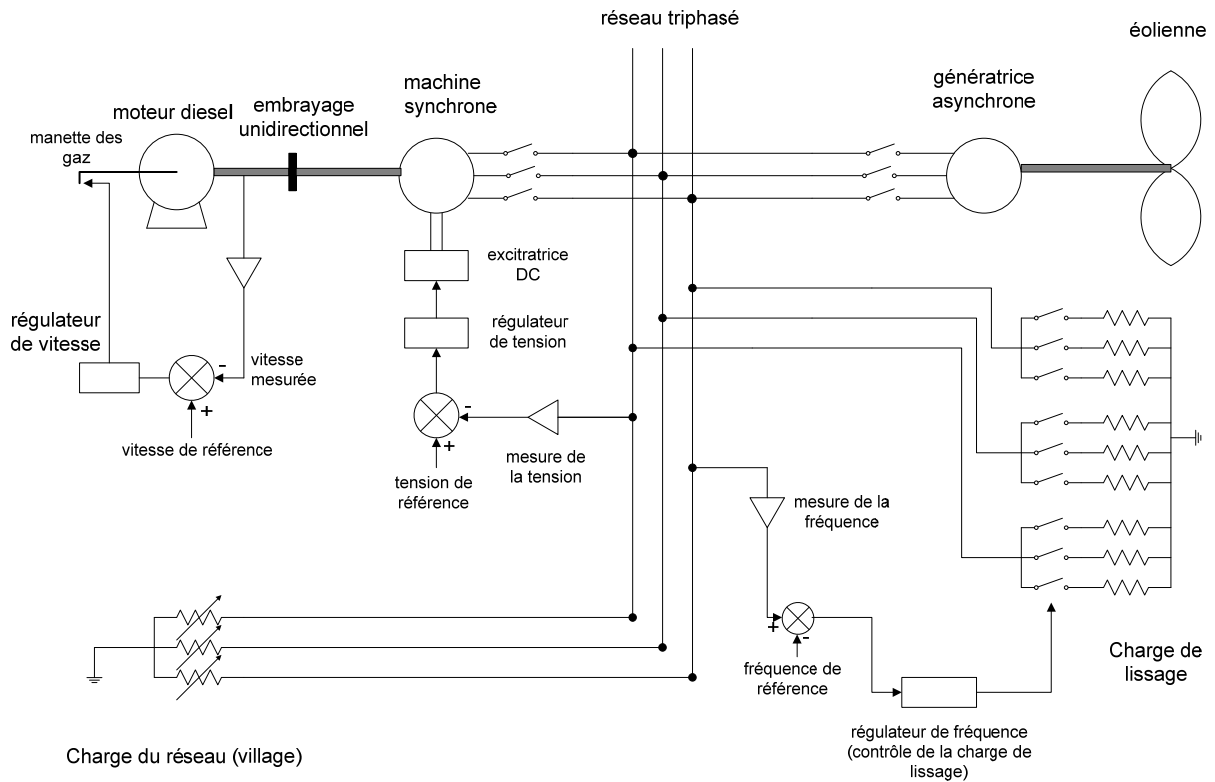 réseau triphasé
éolienne
machine
synchrone
génératrice
asynchrone
embrayage
unidirectionnel
moteur diesel
manette des
gaz
excitratrice
DC
régulateur
de vitesse
régulateur
de tension
-
vitesse
mesurée
+
vitesse de référence
-
+
mesure de
la tension
tension de
référence
mesure de la
fréquence
+
-
fréquence de
référence
Charge de
lissage
régulateur de fréquence
(contrôle de la charge de
lissage)
Charge du réseau (village)